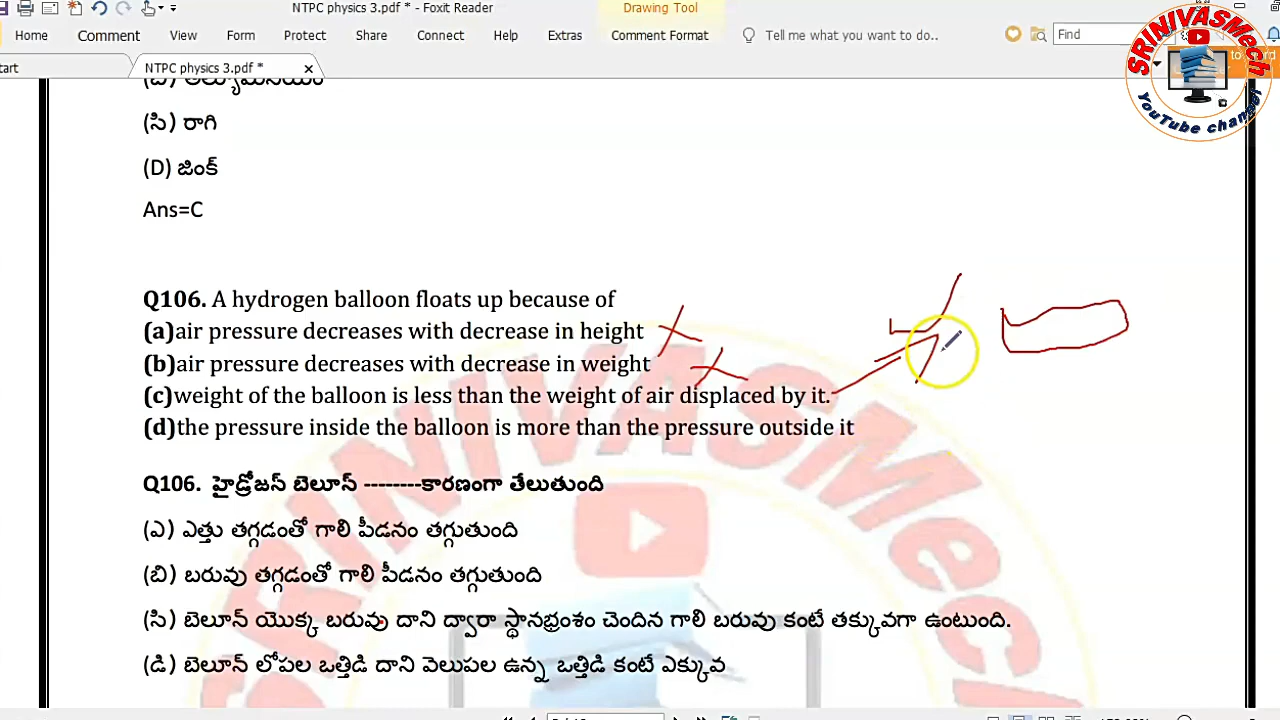 NTPC physics 3.pdf * - Foxit Reader
Drawing Tool
Home Comment View Form Protect Share Connect Help Extras Comment Format Tell me what you want to do.. Find
tart NTPC physics 3.pdf *
(బి) అల్యూమినియం
(సి) రాగి
(D) జింక్
Ans=C
Q106. A hydrogen balloon floats up because of
(a)air pressure decreases with decrease in height
(b)air pressure decreases with decrease in weight
(c)weight of the balloon is less than the weight of air displaced by it.
(d)the pressure inside the balloon is more than the pressure outside it
Q106. హైడ్రోజన్ బెలూన్ --------కారణంగా తేలుతుంది
(ఎ) ఎత్తు తగ్గడంతో గాలి పీడనం తగ్గుతుంది
(బి) బరువు తగ్గడంతో గాలి పీడనం తగ్గుతుంది
(సి) బెలూన్ యొక్క బరువు దాని ద్వారా స్థానభ్రంశం చెందిన గాలి బరువు కంటే తక్కువగా ఉంటుంది.
(డి) బెలూన్ లోపల ఒత్తిడి దాని వెలుపల ఉన్న ఒత్తిడి కంటే ఎక్కువ
SRINIVASMech
YouTube channel
SRINIVASMech